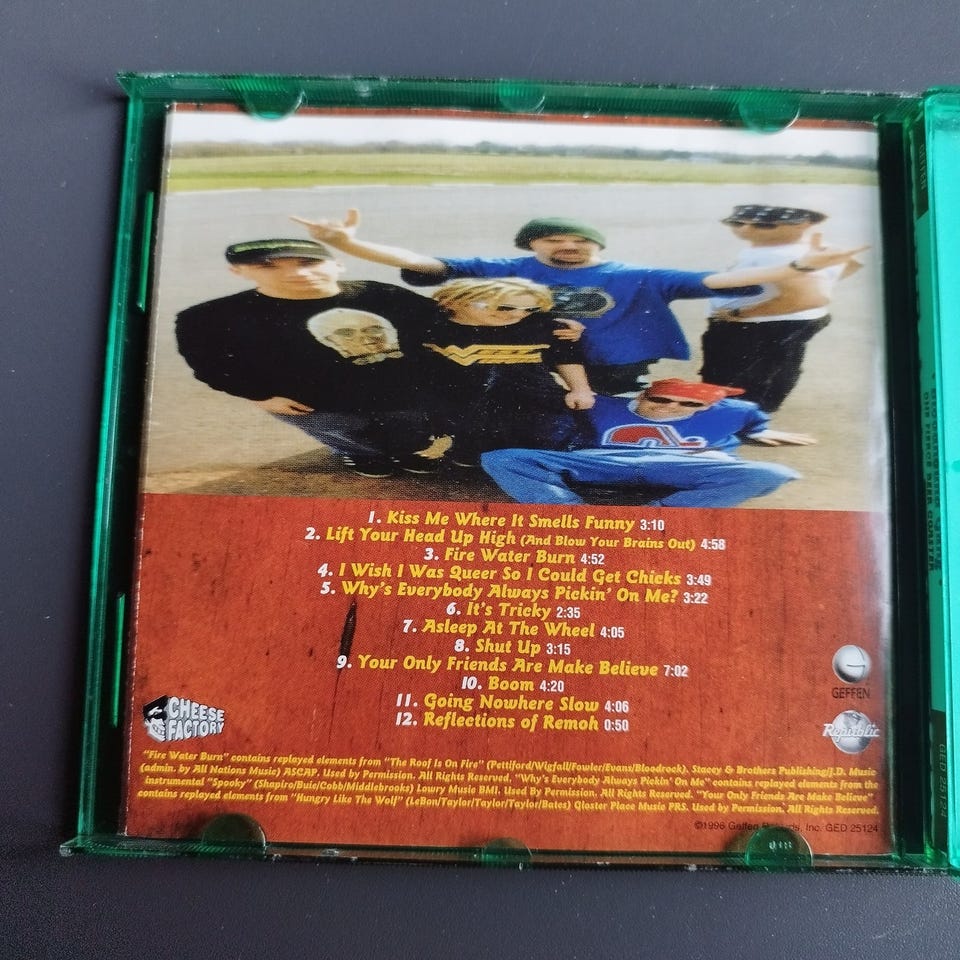 1. Kiss Me Where It Smells Funny 3:10
2. Lift Your Head Up High (And Blow Your Brains Out) 4:58
3. Fire Water Burn 4:52
4. I Wish I Was Queer So I Could Get Chicks 3:49
5. Why's Everybody Always Pickin' On Me? 3:22
6. It's Tricky 2:35
7. Asleep At The Wheel 4:05
8. Shut Up 3:15
9. Your Only Friends Are Make Believe 7:02
10. Boom 4:20
11. Going Nowhere Slow 4:06
12. Reflections of Remoh 0:50
GEFFEN
CHEESE
FACTORY
Republic
"Fire Water Burn" contains replayed elements from "The Roof Is On Fire" (Pettiford/Wigfall/Fowler/Evans/Bloodrock). Stacey & Brothers Publishing/J.D. Music
(admin. by All Nations Music) ASCAP. Used by Permission. All Rights Reserved. "Why's Everybody Always Pickin' On Me" contains replayed elements from the
instrumental "Spooky" (Shapiro/Buie/Cobb/Middlebrooks) Lowry Music BMI. Used By Permission. All Rights Reserved. "Your Only Friends Are Make Believe"
contains replayed elements from "Hungry Like The Wolf" (LeBon/Taylor/Taylor/Taylor/Bates) Gloster Place Music PRS. Used by Permission. All Rights Reserved.
©1996 Geffen Records, Inc. GED 25124
GED 25124